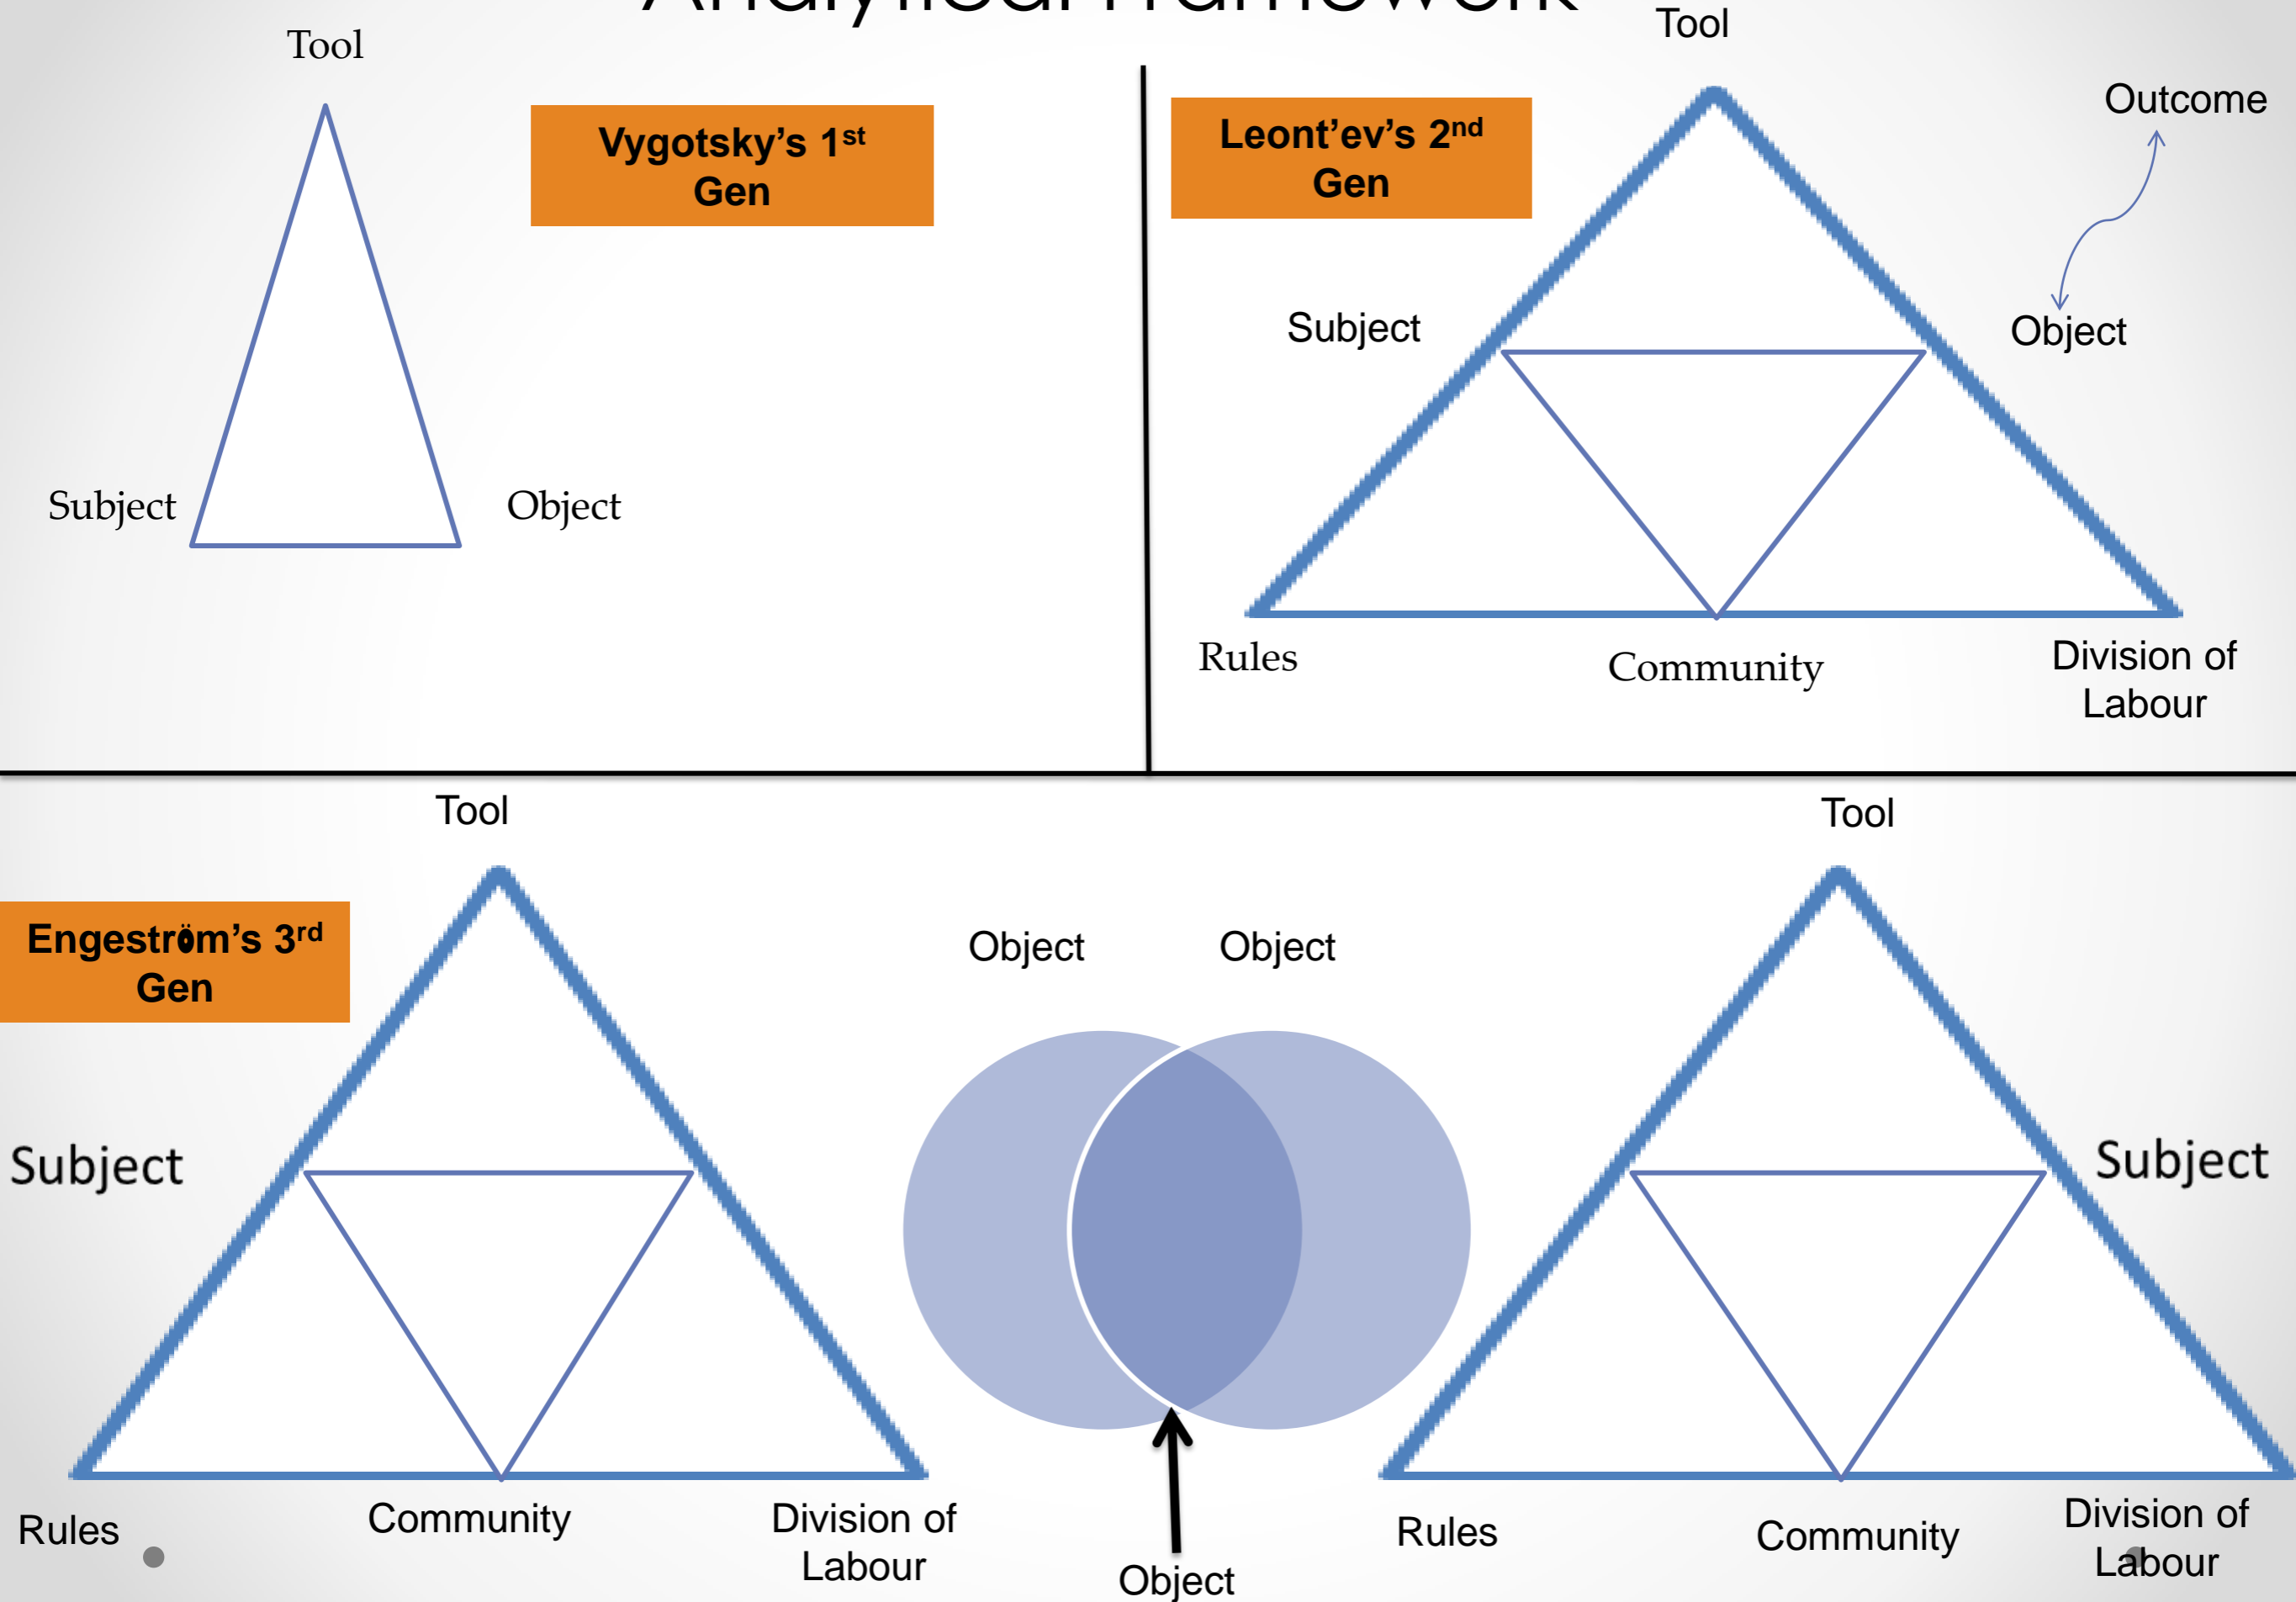 Analytical Framework
Tool
Vygotsky's 1st
Gen
Subject
Object
Tool
Leont'ev's 2nd
Gen
Outcome
Subject
Object
Rules
Community
Division of
Labour
Tool
Engeström's 3rd
Gen
Subject
Rules
Community
Division of
Labour
Object
Object
Object
Tool
Subject
Rules
Community
Division of
Labour